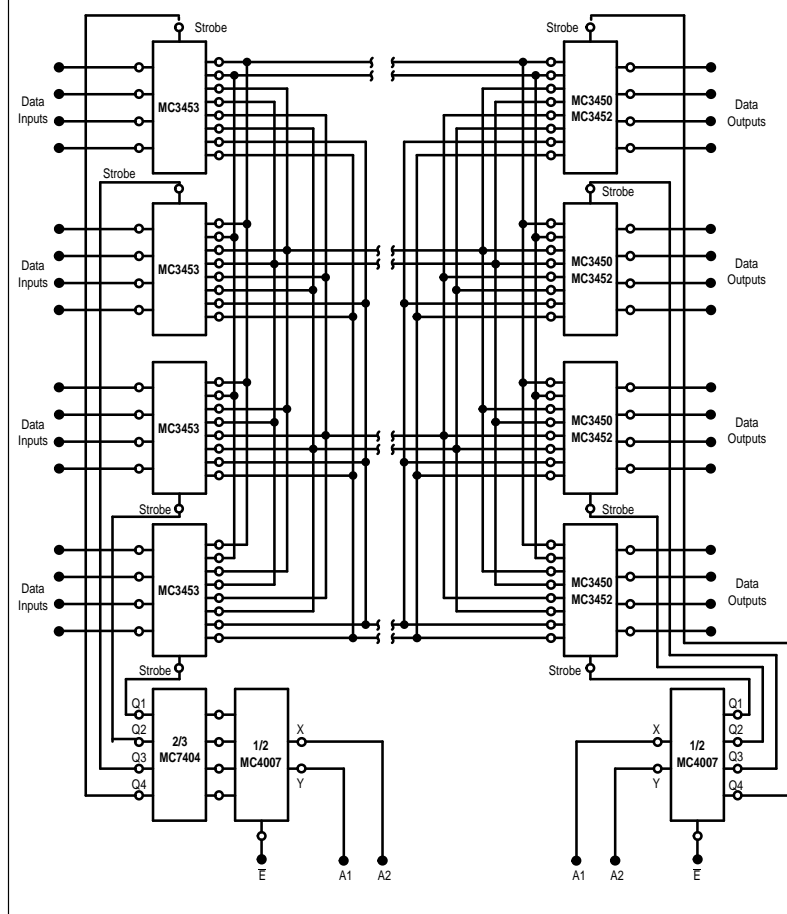 Strobe
Strobe
Strobe
Data
Inputs
MC3453
MC3450
MC3452
Data
Outputs
Strobe
Strobe
Data
Inputs
MC3453
MC3450
MC3452
Data
Outputs
Data
Inputs
MC3453
MC3450
MC3452
Data
Outputs
Strobe
Strobe
Data
Inputs
MC3453
MC3450
MC3452
Data
Outputs
Strobe
Strobe
Q1
Q2
Q3
Q4
2/3
MC7404
1/2
MC4007
X
Y
E
A1
A2
X
Y
1/2
MC4007
Q1
Q2
Q3
Q4
A1
A2
E